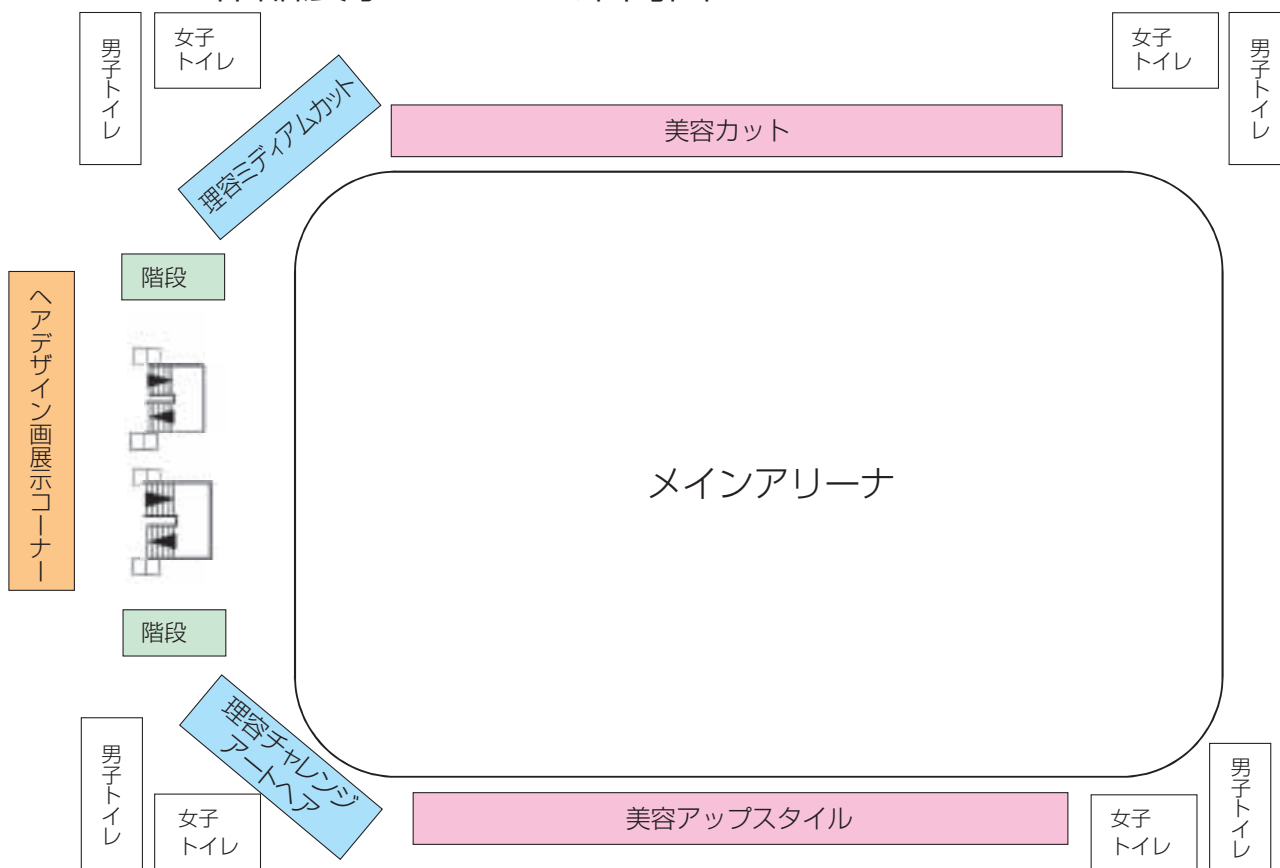 男子トイレ
女子
トイレ
女子
トイレ
男子トイレ
理容ミディアムカット
美容カット
階段
ヘアデザイン画展示コーナー
メインアリーナ
階段
理容チャレンジ
アートヘア
男子トイレ
女子
トイレ
美容アップスタイル
女子
トイレ
男子トイレ